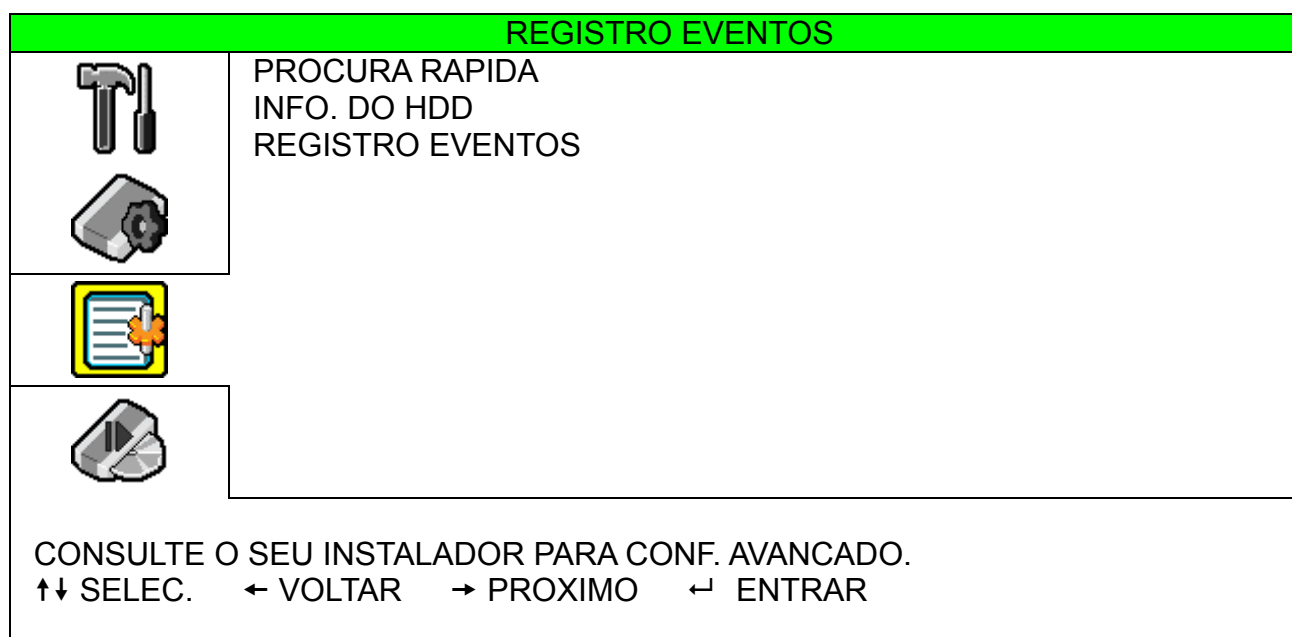 REGISTRO EVENTOS
PROCURA RAPIDA
INFO. DO HDD
REGISTRO EVENTOS
CONSULTE O SEU INSTALADOR PARA CONF. AVANCADO.
↑↓ SELEC. ← VOLTAR → PROXIMO ↵ ENTRAR